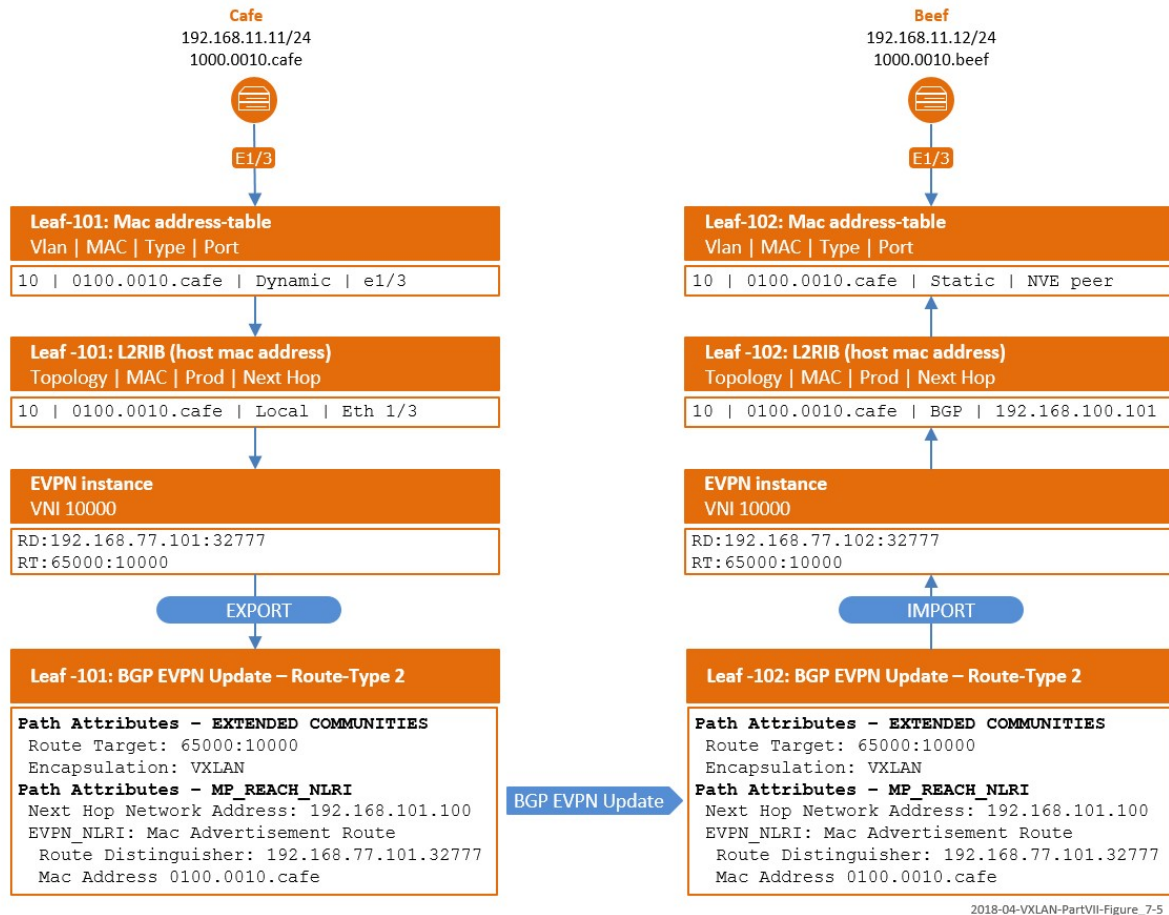 Cafe
192.168.11.11/24
1000.0010.cafe
E1/3
Leaf-101: Mac address-table
Vlan | MAC | Type | Port
10 | 0100.0010.cafe | Dynamic | e1/3
Leaf -101: L2RIB (host mac address)
Topology | MAC | Prod | Next Hop
10 | 0100.0010.cafe | Local | Eth 1/3
EVPN instance
VNI 10000
RD:192.168.77.101:32777
RT:65000:10000
EXPORT
Leaf -101: BGP EVPN Update – Route-Type 2
Path Attributes – EXTENDED COMMUNITIES
Route Target: 65000:10000
Encapsulation: VXLAN
Path Attributes – MP_REACH_NLRI
Next Hop Network Address: 192.168.101.100
EVPN_NLRI: Mac Advertisement Route
Route Distinguisher: 192.168.77.101.32777
Mac Address 0100.0010.cafe
BGP EVPN Update
Beef
192.168.11.12/24
1000.0010.beef
E1/3
Leaf-102: Mac address-table
Vlan | MAC | Type | Port
10 | 0100.0010.cafe | Static | NVE peer
Leaf -102: L2RIB (host mac address)
Topology | MAC | Prod | Next Hop
10 | 0100.0010.cafe | BGP | 192.168.100.101
EVPN instance
VNI 10000
RD:192.168.77.102:32777
RT:65000:10000
IMPORT
Leaf -102: BGP EVPN Update – Route-Type 2
Path Attributes – EXTENDED COMMUNITIES
Route Target: 65000:10000
Encapsulation: VXLAN
Path Attributes – MP_REACH_NLRI
Next Hop Network Address: 192.168.101.100
EVPN_NLRI: Mac Advertisement Route
Route Distinguisher: 192.168.77.101.32777
Mac Address 0100.0010.cafe
2018-04-VXLAN-PartVII-Figure_7-5